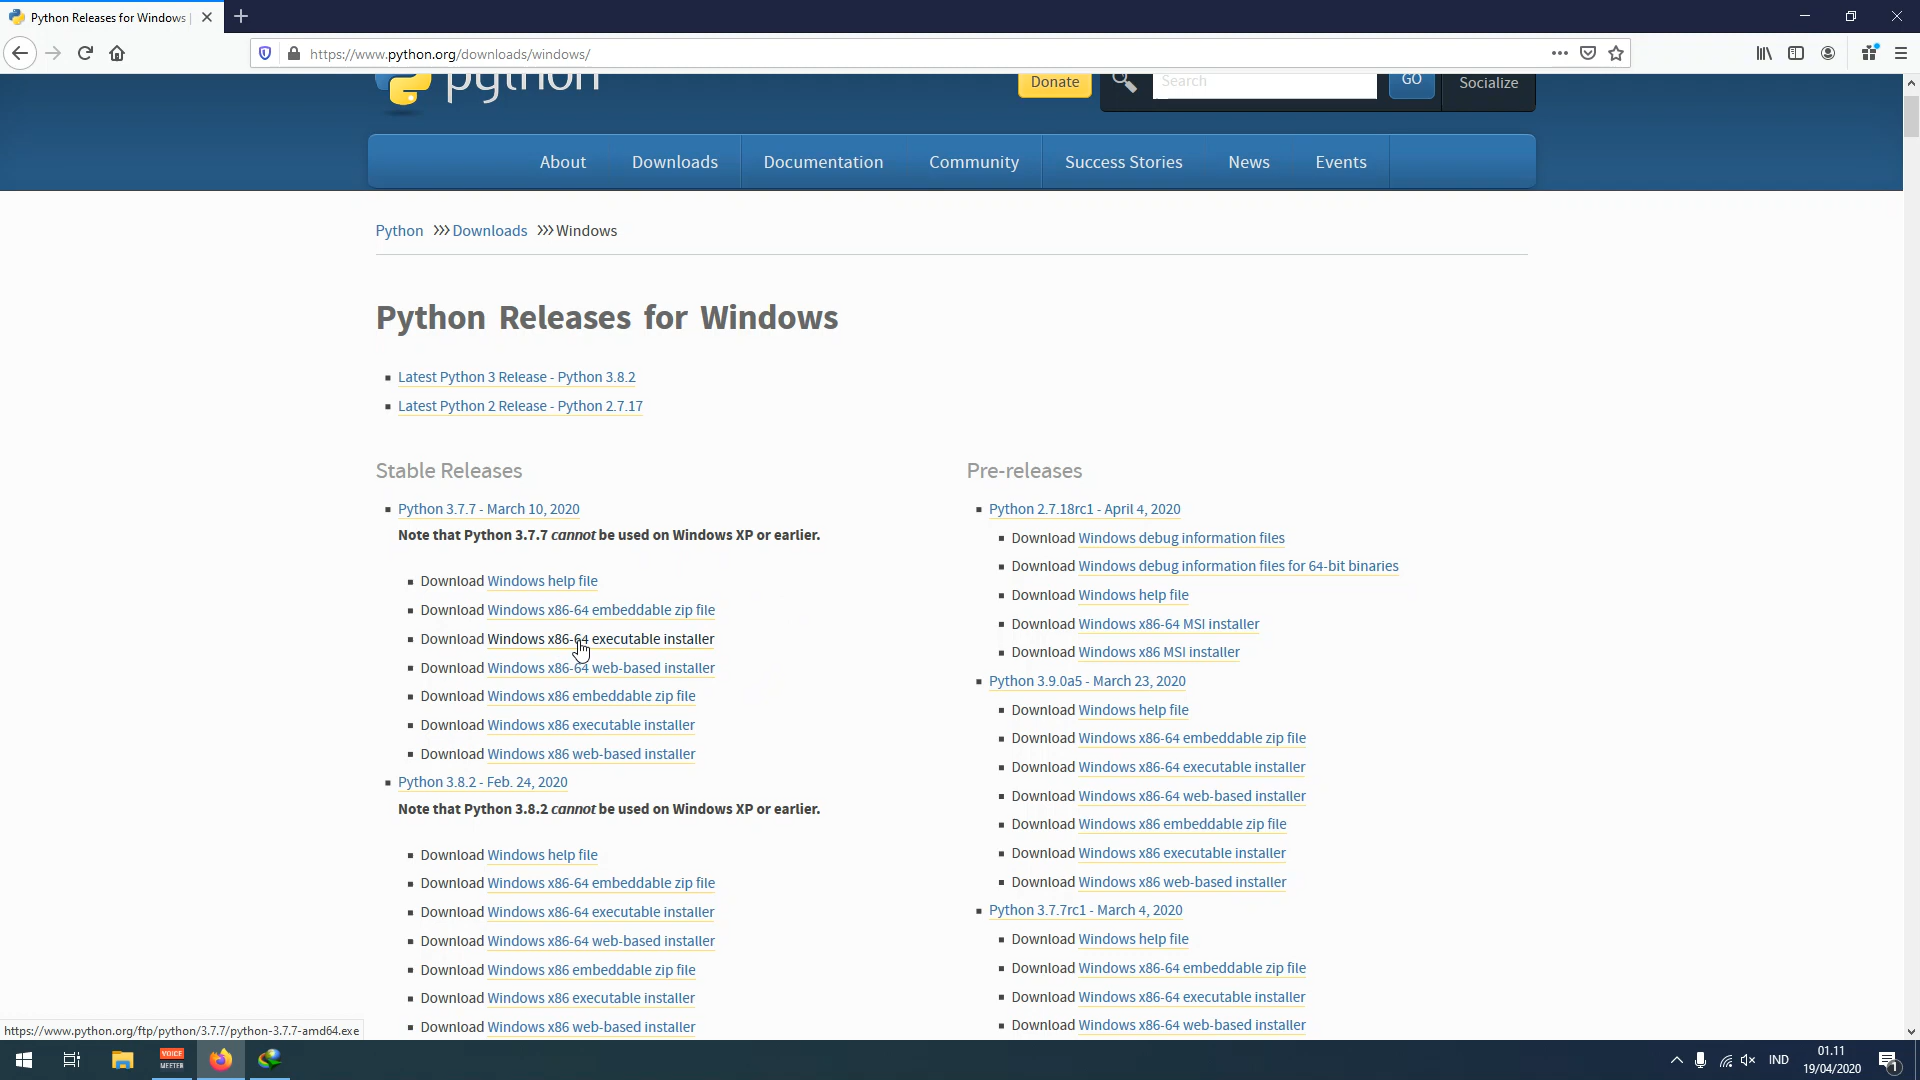 Python Releases for Windows |
https://www.python.org/downloads/windows/
python
Donate
Search
GO
Socialize
About
Downloads
Documentation
Community
Success Stories
News
Events
Python
Downloads
Windows
Python Releases for Windows
Latest Python 3 Release - Python 3.8.2
Latest Python 2 Release - Python 2.7.17
Stable Releases
Python 3.7.7 - March 10, 2020
Note that Python 3.7.7 cannot be used on Windows XP or earlier.
Download Windows help file
Download Windows x86-64 embeddable zip file
Download Windows x86-64 executable installer
Download Windows x86-64 web-based installer
Download Windows x86 embeddable zip file
Download Windows x86 executable installer
Download Windows x86 web-based installer
Python 3.8.2 - Feb. 24, 2020
Note that Python 3.8.2 cannot be used on Windows XP or earlier.
Download Windows help file
Download Windows x86-64 embeddable zip file
Download Windows x86-64 executable installer
Download Windows x86-64 web-based installer
Download Windows x86 embeddable zip file
Download Windows x86 executable installer
Download Windows x86 web-based installer
Pre-releases
Python 2.7.18rc1 - April 4, 2020
Download Windows debug information files
Download Windows debug information files for 64-bit binaries
Download Windows help file
Download Windows x86-64 MSI installer
Download Windows x86 MSI installer
Python 3.9.0a5 - March 23, 2020
Download Windows help file
Download Windows x86-64 embeddable zip file
Download Windows x86-64 executable installer
Download Windows x86-64 web-based installer
Download Windows x86 embeddable zip file
Download Windows x86 executable installer
Download Windows x86 web-based installer
Python 3.7.7rc1 - March 4, 2020
Download Windows help file
Download Windows x86-64 embeddable zip file
Download Windows x86-64 executable installer
Download Windows x86-64 web-based installer
https://www.python.org/ftp/python/3.7.7/python-3.7.7-amd64.exe
VOICE
MEETER
IND
01.11
19/04/2020
1